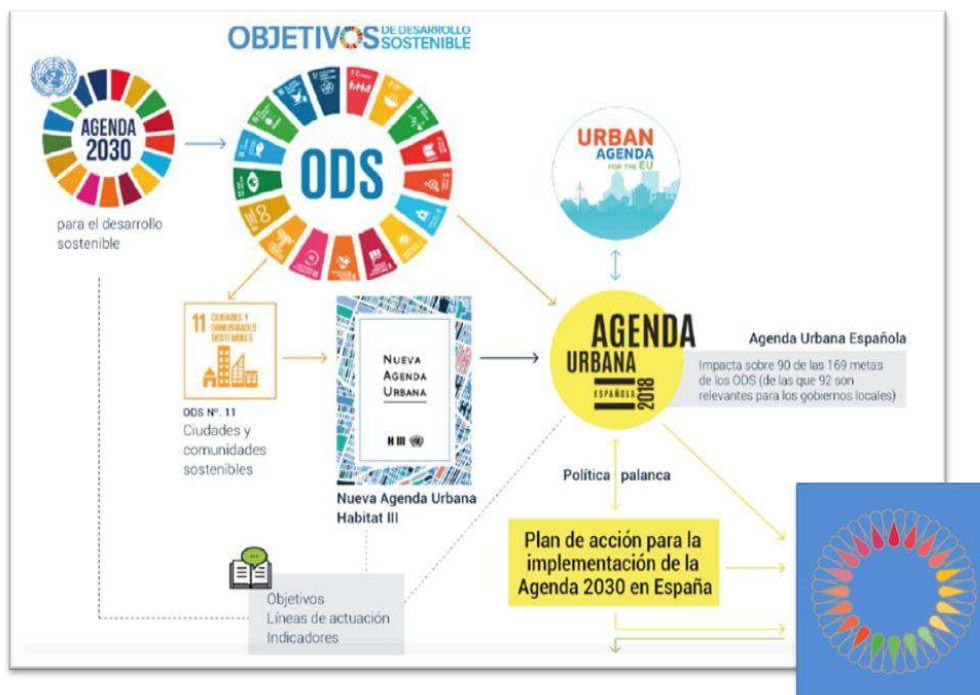 OBJETIVOS DE DESARROLLO
SOSTENIBLE
AGENDA
2030
para el desarrollo
sostenible
ODS
URBAN
AGENDA
FOR THE EU
11 CIUDADES Y
COMUNIDADES
SOSTENIBLES
ODS Nº. 11
Ciudades y
comunidades
sostenibles
NUEVA
AGENDA
URBANA
H III
Nueva Agenda Urbana
Habitat III
AGENDA
URBANA
ESPAÑOLA
2018
Agenda Urbana Española
Impacta sobre 90 de las 169 metas
de los ODS (de las que 92 son
relevantes para los gobiernos locales)
Política palanca
Plan de acción para la
implementación de la
Agenda 2030 en España
Objetivos
Líneas de actuación
Indicadores